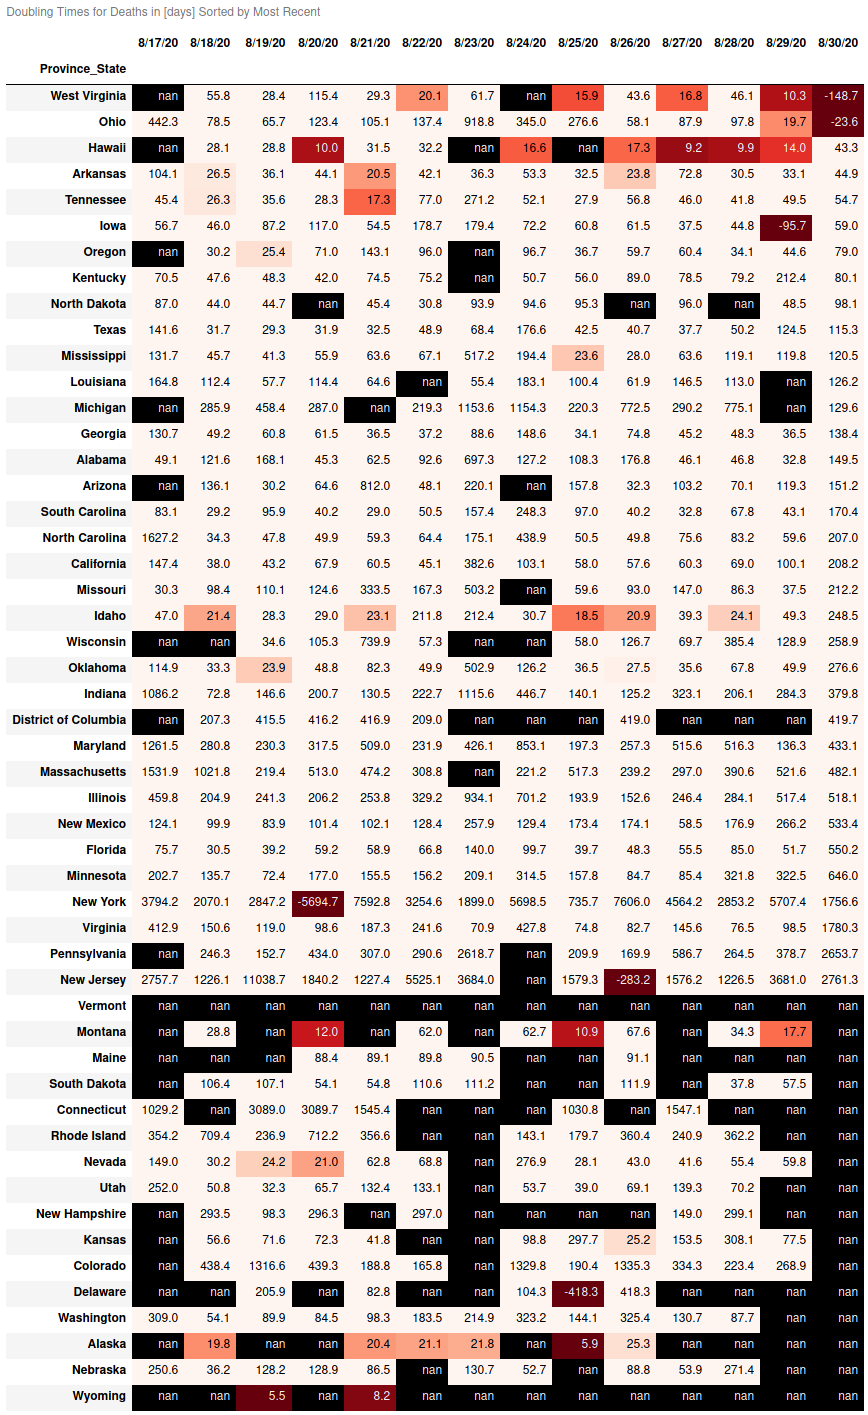 Doubling Times for Deaths in [days] Sorted by Most Recent
8/17/20 8/18/20 8/19/20 8/20/20 8/21/20 8/22/20 8/23/20 8/24/20 8/25/20 8/26/20 8/27/20 8/28/20 8/29/20 8/30/20
Province_State
West Virginia nan 55.8 28.4 115.4 29.3 20.1 61.7 nan 15.9 43.6 16.8 46.1 10.3 -148.7
Ohio 442.3 78.5 65.7 123.4 105.1 137.4 918.8 345.0 276.6 58.1 87.9 97.8 19.7 -23.6
Hawaii nan 28.1 28.8 10.0 31.5 32.2 nan 16.6 nan 17.3 9.2 9.9 14.0 43.3
Arkansas 104.1 26.5 36.1 44.1 20.5 42.1 36.3 53.3 32.5 23.8 72.8 30.5 33.1 44.9
Tennessee 45.4 26.3 35.6 28.3 17.3 77.0 271.2 52.1 27.9 56.8 46.0 41.8 49.5 54.7
Iowa 56.7 46.0 87.2 117.0 54.5 178.7 179.4 72.2 60.8 61.5 37.5 44.8 -95.7 59.0
Oregon nan 30.2 25.4 71.0 143.1 96.0 nan 96.7 36.7 59.7 60.4 34.1 44.6 79.0
Kentucky 70.5 47.6 48.3 42.0 74.5 75.2 nan 50.7 56.0 89.0 78.5 79.2 212.4 80.1
North Dakota 87.0 44.0 44.7 nan 45.4 30.8 93.9 94.6 95.3 nan 96.0 nan 48.5 98.1
Texas 141.6 31.7 29.3 31.9 32.5 48.9 68.4 176.6 42.5 40.7 37.7 50.2 124.5 115.3
Mississippi 131.7 45.7 41.3 55.9 63.6 67.1 517.2 194.4 23.6 28.0 63.6 119.1 119.8 120.5
Louisiana 164.8 112.4 57.7 114.4 64.6 nan 55.4 183.1 100.4 61.9 146.5 113.0 nan 126.2
Michigan nan 285.9 458.4 287.0 nan 219.3 1153.6 1154.3 220.3 772.5 290.2 775.1 nan 129.6
Georgia 130.7 49.2 60.8 61.5 36.5 37.2 88.6 148.6 34.1 74.8 45.2 48.3 36.5 138.4
Alabama 49.1 121.6 168.1 45.3 62.5 92.6 697.3 127.2 108.3 176.8 46.1 46.8 32.8 149.5
Arizona nan 136.1 30.2 64.6 812.0 48.1 220.1 nan 157.8 32.3 103.2 70.1 119.3 151.2
South Carolina 83.1 29.2 95.9 40.2 29.0 50.5 157.4 248.3 97.0 40.2 32.8 67.8 43.1 170.4
North Carolina 1627.2 34.3 47.8 49.9 59.3 64.4 175.1 438.9 50.5 49.8 75.6 83.2 59.6 207.0
California 147.4 38.0 43.2 67.9 60.5 45.1 382.6 103.1 58.0 57.6 60.3 69.0 100.1 208.2
Missouri 30.3 98.4 110.1 124.6 333.5 167.3 503.2 nan 59.6 93.0 147.0 86.3 37.5 212.2
Idaho 47.0 21.4 28.3 29.0 23.1 211.8 212.4 30.7 18.5 20.9 39.3 24.1 49.3 248.5
Wisconsin nan nan 34.6 105.3 739.9 57.3 nan nan 58.0 126.7 69.7 385.4 128.9 258.9
Oklahoma 114.9 33.3 23.9 48.8 82.3 49.9 502.9 126.2 36.5 27.5 35.6 67.8 49.9 276.6
Indiana 1086.2 72.8 146.6 200.7 130.5 222.7 1115.6 446.7 140.1 125.2 323.1 206.1 284.3 379.8
District of Columbia nan 207.3 415.5 416.2 416.9 209.0 nan nan nan 419.0 nan nan nan 419.7
Maryland 1261.5 280.8 230.3 317.5 509.0 231.9 426.1 853.1 197.3 257.3 515.6 516.3 136.3 433.1
Massachusetts 1531.9 1021.8 219.4 513.0 474.2 308.8 nan 221.2 517.3 239.2 297.0 390.6 521.6 482.1
Illinois 459.8 204.9 241.3 206.2 253.8 329.2 934.1 701.2 193.9 152.6 246.4 284.1 517.4 518.1
New Mexico 124.1 99.9 83.9 101.4 102.1 128.4 257.9 129.4 173.4 174.1 58.5 176.9 266.2 533.4
Florida 75.7 30.5 39.2 59.2 58.9 66.8 140.0 99.7 39.7 48.3 55.5 85.0 51.7 550.2
Minnesota 202.7 135.7 72.4 177.0 155.5 156.2 209.1 314.5 157.8 84.7 85.4 321.8 322.5 646.0
New York 3794.2 2070.1 2847.2 -5694.7 7592.8 3254.6 1899.0 5698.5 735.7 7606.0 4564.2 2853.2 5707.4 1756.6
Virginia 412.9 150.6 119.0 98.6 187.3 241.6 70.9 427.8 74.8 82.7 145.6 76.5 98.5 1780.3
Pennsylvania nan 246.3 152.7 434.0 307.0 290.6 2618.7 nan 209.9 169.9 586.7 264.5 378.7 2653.7
New Jersey 2757.7 1226.1 11038.7 1840.2 1227.4 5525.1 3684.0 nan 1579.3 -283.2 1576.2 1226.5 3681.0 2761.3
Vermont nan nan nan nan nan nan nan nan nan nan nan nan nan nan
Montana nan 28.8 nan 12.0 nan 62.0 nan 62.7 10.9 67.6 nan 34.3 17.7 nan
Maine nan nan nan 88.4 89.1 89.8 90.5 nan nan 91.1 nan nan nan nan
South Dakota nan 106.4 107.1 54.1 54.8 110.6 111.2 nan nan 111.9 nan 37.8 57.5 nan
Connecticut 1029.2 nan 3089.0 3089.7 1545.4 nan nan nan 1030.8 nan 1547.1 nan nan nan
Rhode Island 354.2 709.4 236.9 712.2 356.6 nan nan 143.1 179.7 360.4 240.9 362.2 nan nan
Nevada 149.0 30.2 24.2 21.0 62.8 68.8 nan 276.9 28.1 43.0 41.6 55.4 59.8 nan
Utah 252.0 50.8 32.3 65.7 132.4 133.1 nan 53.7 39.0 69.1 139.3 70.2 nan nan
New Hampshire nan 293.5 98.3 296.3 nan 297.0 nan nan nan nan 149.0 299.1 nan nan
Kansas nan 56.6 71.6 72.3 41.8 nan nan 98.8 297.7 25.2 153.5 308.1 77.5 nan
Colorado nan 438.4 1316.6 439.3 188.8 165.8 nan 1329.8 190.4 1335.3 334.3 223.4 268.9 nan
Delaware nan nan 205.9 nan 82.8 nan nan 104.3 -418.3 418.3 nan nan nan nan
Washington 309.0 54.1 89.9 84.5 98.3 183.5 214.9 323.2 144.1 325.4 130.7 87.7 nan nan
Alaska nan 19.8 nan nan 20.4 21.1 21.8 nan 5.9 25.3 nan nan nan nan
Nebraska 250.6 36.2 128.2 128.9 86.5 nan 130.7 52.7 nan 88.8 53.9 271.4 nan nan
Wyoming nan nan 5.5 nan 8.2 nan nan nan nan nan nan nan nan nan